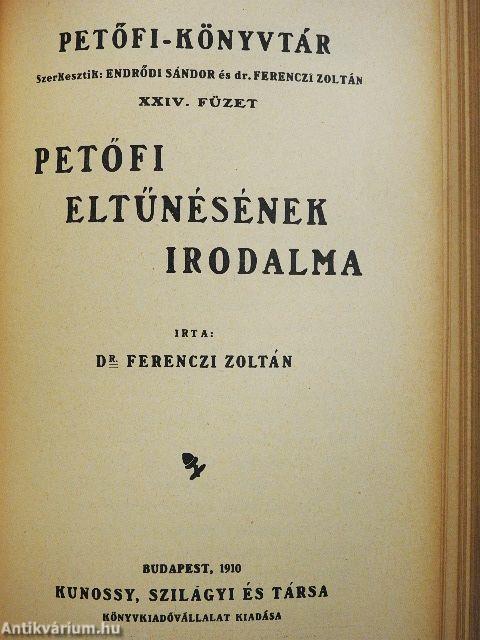 PETŐFI-KÖNYVTÁR
SzerKesztiK: ENDRŐDI SÁNDOR és dr. FERENCZI ZOLTÁN
XXIV. FÜZET
PETŐFI
ELTŰNÉSÉNEK
IRODALMA
IRTA:
DR. FERENCZI ZOLTÁN
BUDAPEST, 1910
KUNOSSY, SZILÁGYI ÉS TÁRSA
KÖNYVKIADÓVÁLLALAT KIADÁSA
Antikvárium.hu